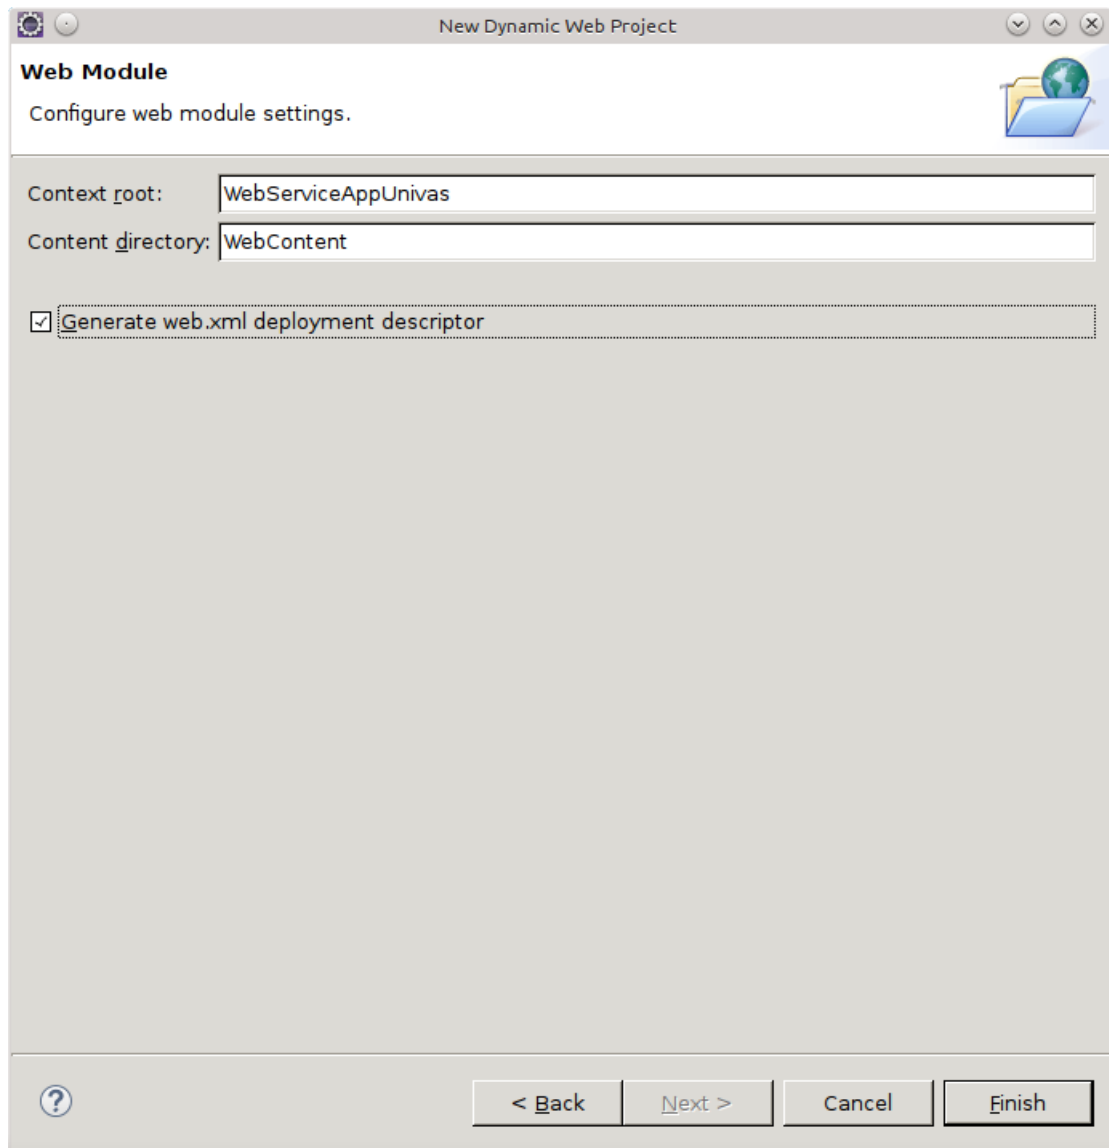 New Dynamic Web Project
Web Module
Configure web module settings.
Context root: WebServiceAppUnivas
Content directory: WebContent
Generate web.xml deployment descriptor
? < Back Next > Cancel Finish